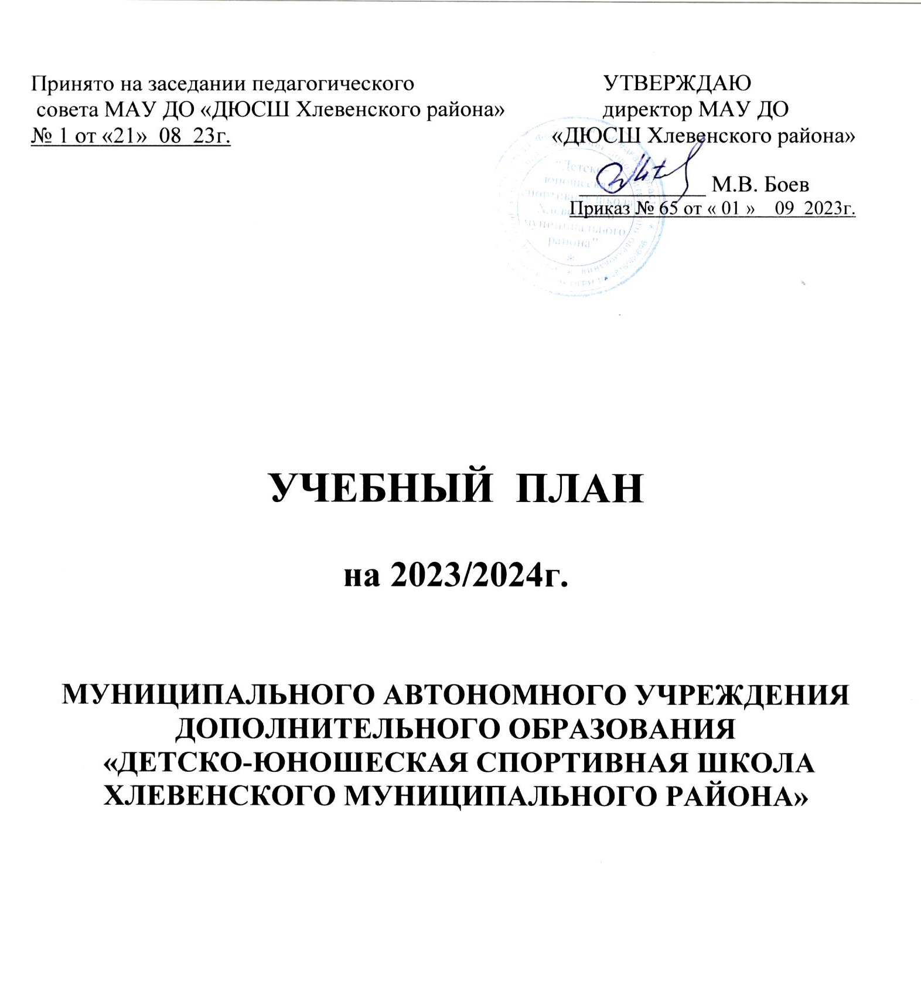 Принято на заседании педагогического
совета МАУ ДО «ДЮСШ Хлевенского района»
№ 1 от «21» 08 23г.
УТВЕРЖДАЮ
директор МАУ ДО
«ДЮСШ Хлевенского района»
М.В. Боев
Приказ № 65 от « 01 » 09 2023г.
"Детско-
юношеская
спортивная школа
Хлевенского
муниципального
района"
УЧЕБНЫЙ ПЛАН
на 2023/2024г.
МУНИЦИПАЛЬНОГО АВТОНОМНОГО УЧРЕЖДЕНИЯ
ДОПОЛНИТЕЛЬНОГО ОБРАЗОВАНИЯ
«ДЕТСКО-ЮНОШЕСКАЯ СПОРТИВНАЯ ШКОЛА
ХЛЕВЕНСКОГО МУНИЦИПАЛЬНОГО РАЙОНА»